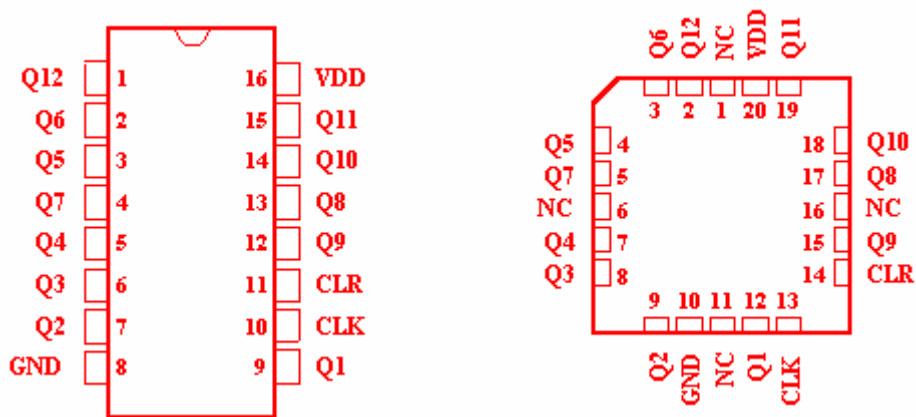 Q12 1 16 VDD
Q6 2 15 Q11
Q5 3 14 Q10
Q7 4 13 Q8
Q4 5 12 Q9
Q3 6 11 CLR
Q2 7 10 CLK
GND 8 9 Q1
Q6 Q12 NC VDD Q11
3 2 1 20 19
Q5 4 18 Q10
Q7 5 17 Q8
NC 6 16 NC
Q4 7 15 Q9
Q3 8 14 CLR
9 10 11 12 13
Q2 GND NC Q1 CLK